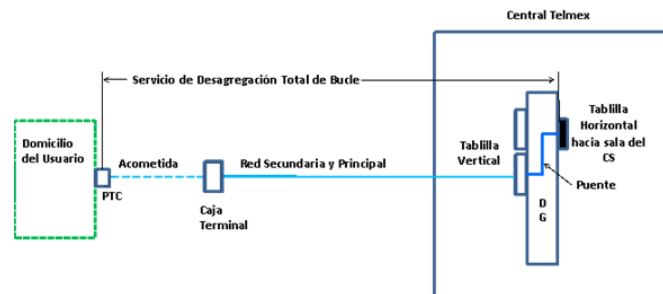 Central Telmex
Servicio de Desagregación Total de Bucle
Domicilio
del Usuario
PTC
Acometida
Caja
Terminal
Red Secundaria y Principal
Tablilla
Vertical
D
G
Tablilla
Horizontal
hacia sala del
CS
Puente